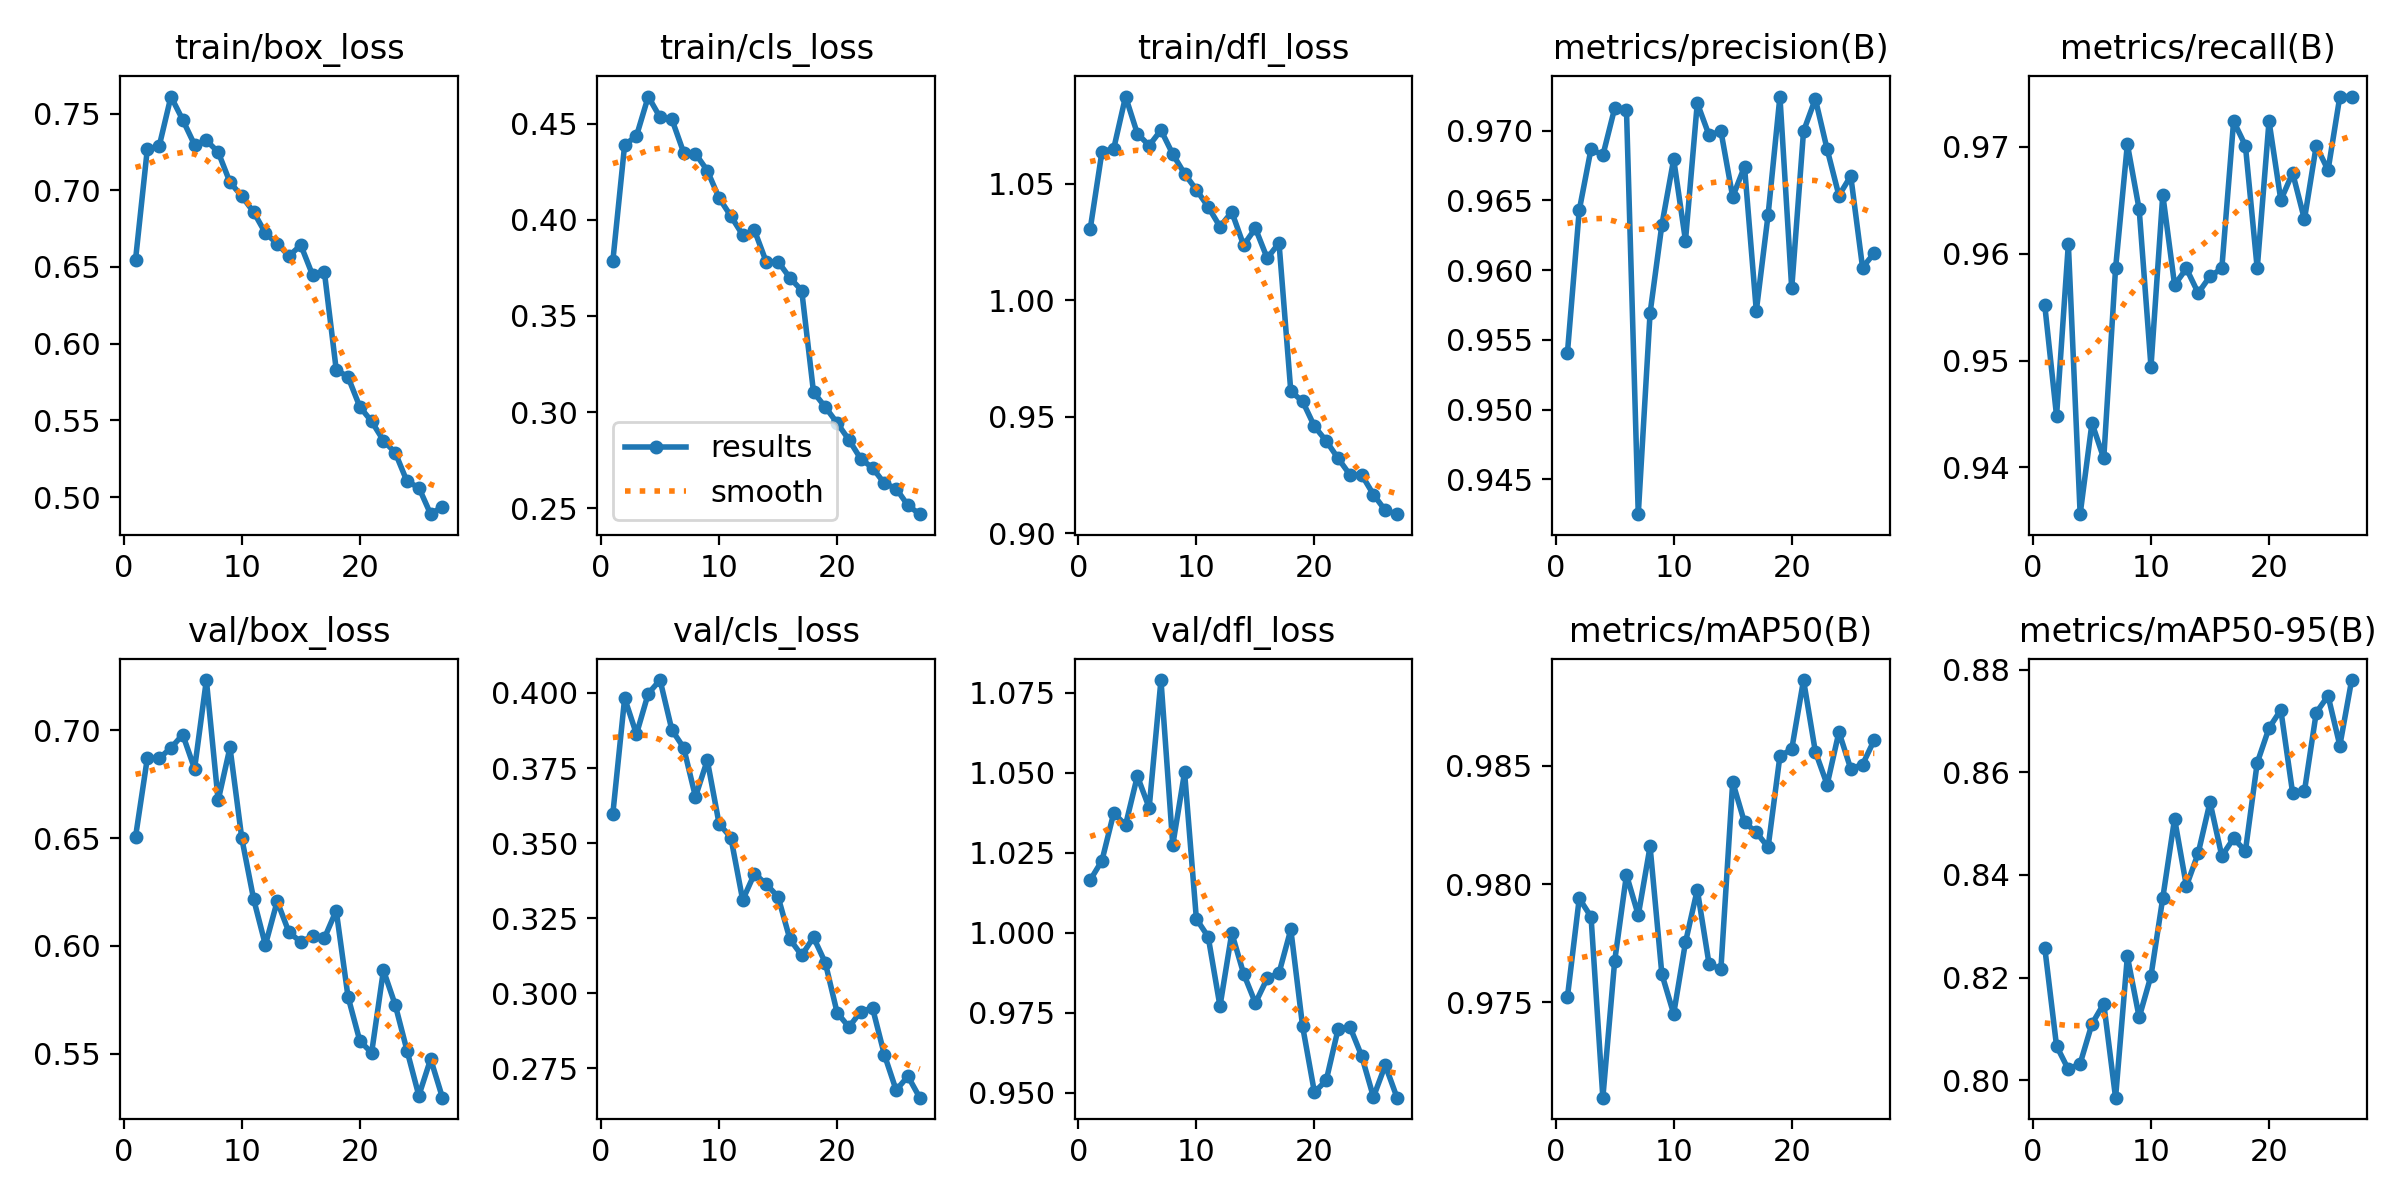 train/box_loss
0.75
0.70
0.65
0.60
0.55
0.50
0 10 20
train/cls_loss
0.45
0.40
0.35
0.30
0.25
results
smooth
0 10 20
train/dfl_loss
1.05
1.00
0.95
0.90
0 10 20
metrics/precision(B)
0.970
0.965
0.960
0.955
0.950
0.945
0 10 20
metrics/recall(B)
0.97
0.96
0.95
0.94
0 10 20
val/box_loss
0.70
0.65
0.60
0.55
0 10 20
val/cls_loss
0.400
0.375
0.350
0.325
0.300
0.275
0 10 20
val/dfl_loss
1.075
1.050
1.025
1.000
0.975
0.950
0 10 20
metrics/mAP50(B)
0.985
0.980
0.975
0 10 20
metrics/mAP50-95(B)
0.88
0.86
0.84
0.82
0.80
0 10 20